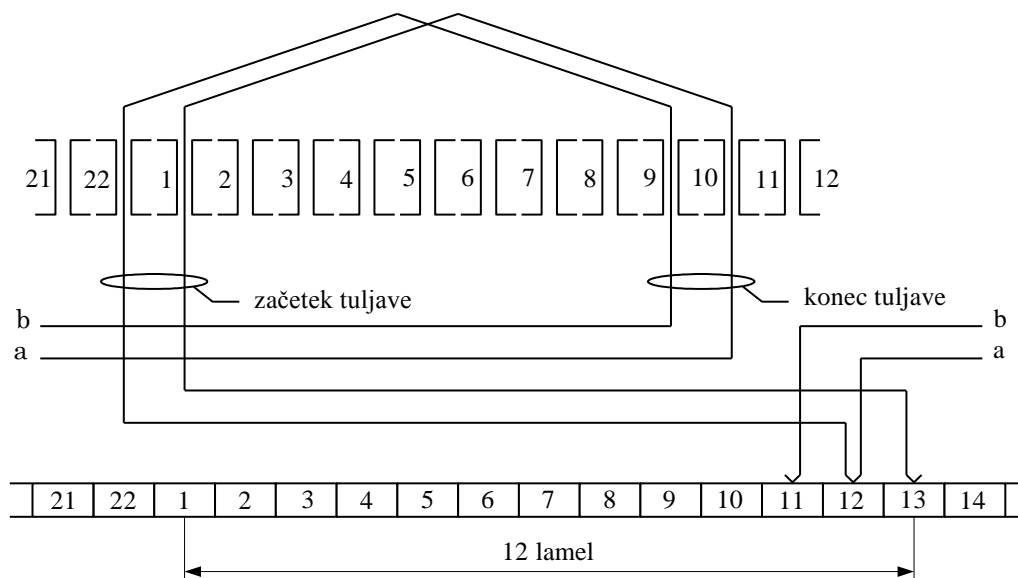 21 22 1 2 3 4 5 6 7 8 9 10 11 12
začetek tuljave konec tuljave
b b
a a
21 22 1 2 3 4 5 6 7 8 9 10 11 12 13 14
12 lamel